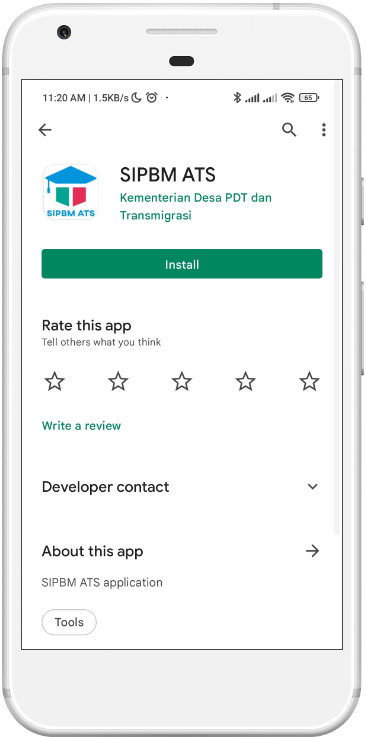 11:20 AM | 1.5KB/s
65
SIPBM ATS
SIPBM ATS
Kementerian Desa PDT dan
Transmigrasi
Install
Rate this app
Tell others what you think
Write a review
Developer contact
About this app
SIPBM ATS application
Tools